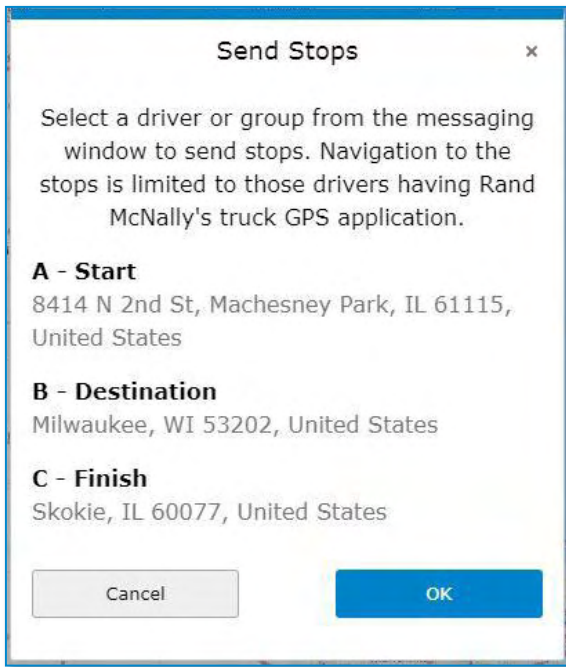 Send Stops ×
Select a driver or group from the messaging
window to send stops. Navigation to the
stops is limited to those drivers having Rand
McNally's truck GPS application.
A - Start
8414 N 2nd St, Machesney Park, IL 61115,
United States
B - Destination
Milwaukee, WI 53202, United States
C - Finish
Skokie, IL 60077, United States
Cancel OK